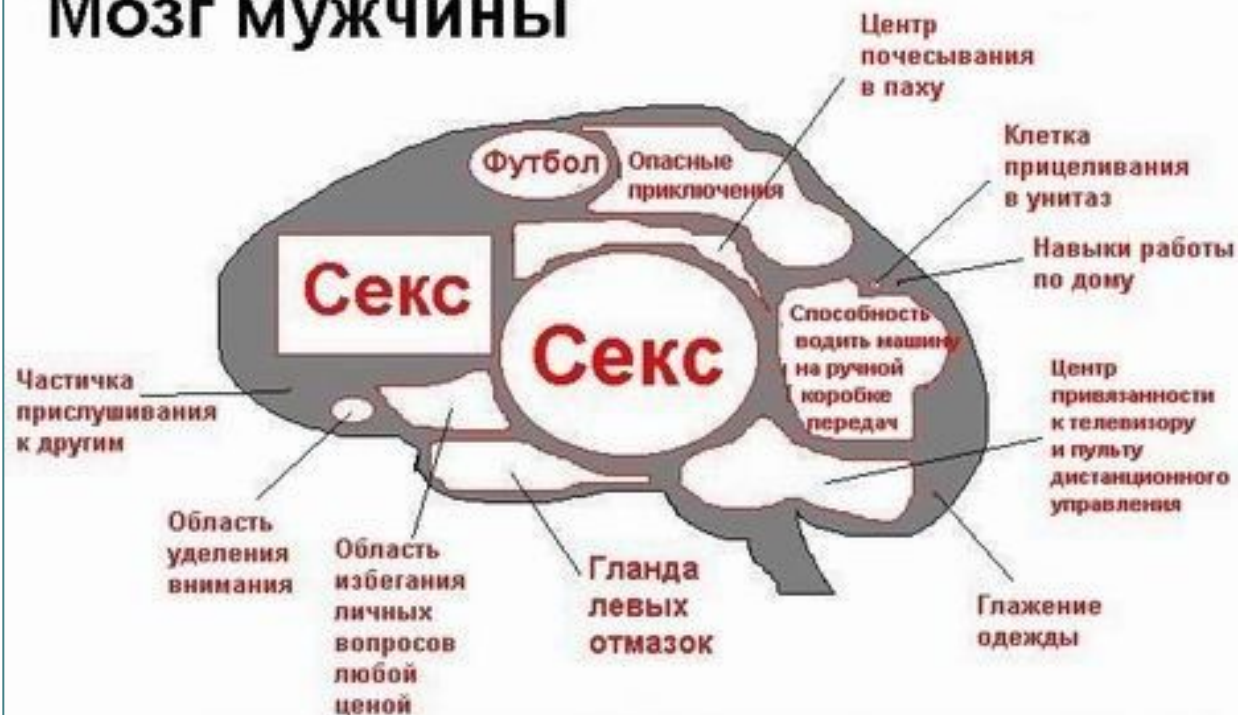 Мозг мужчины
Центр
почесывания
в паху
Клетка
прицеливания
в унитаз
Навыки работы
по дому
Футбол
Опасные
приключения
Секс
Секс
Способность
водить машину
на ручной
коробке
передач
Частичка
прислушивания
к другим
Центр
привязанности
к телевизору
и пульту
дистанционного
управления
Область
уделения
внимания
Область
избегания
личных
вопросов
любой
ценой
Гланда
левых
отмазок
Глажение
одежды